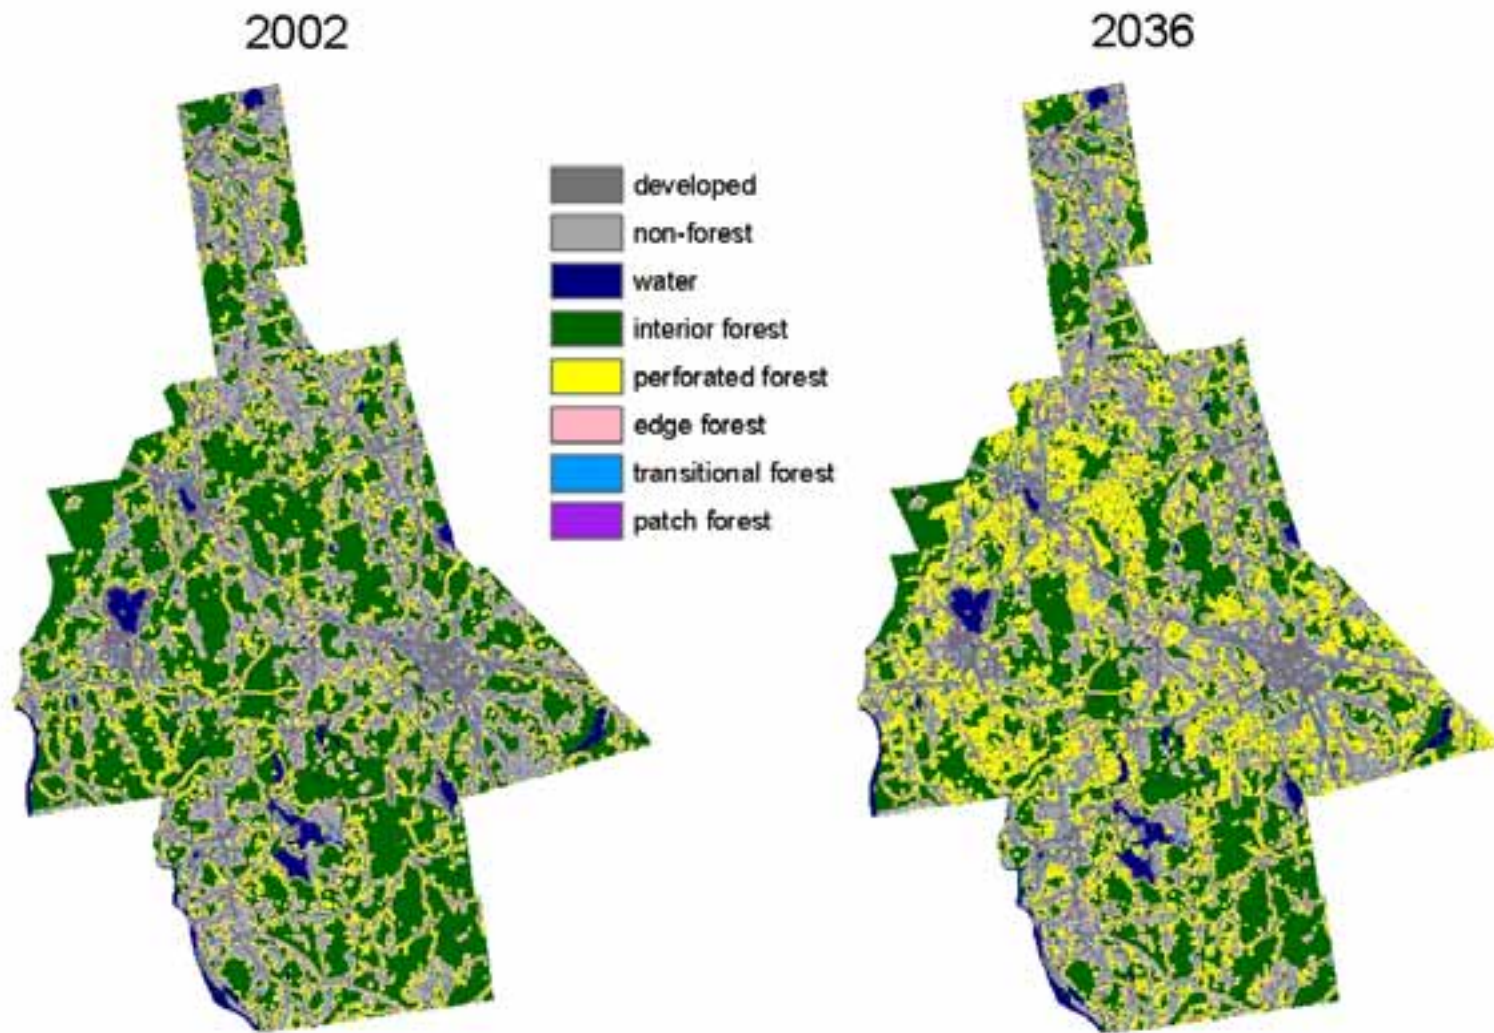 2002
2036
developed
non-forest
water
interior forest
perforated forest
edge forest
transitional forest
patch forest